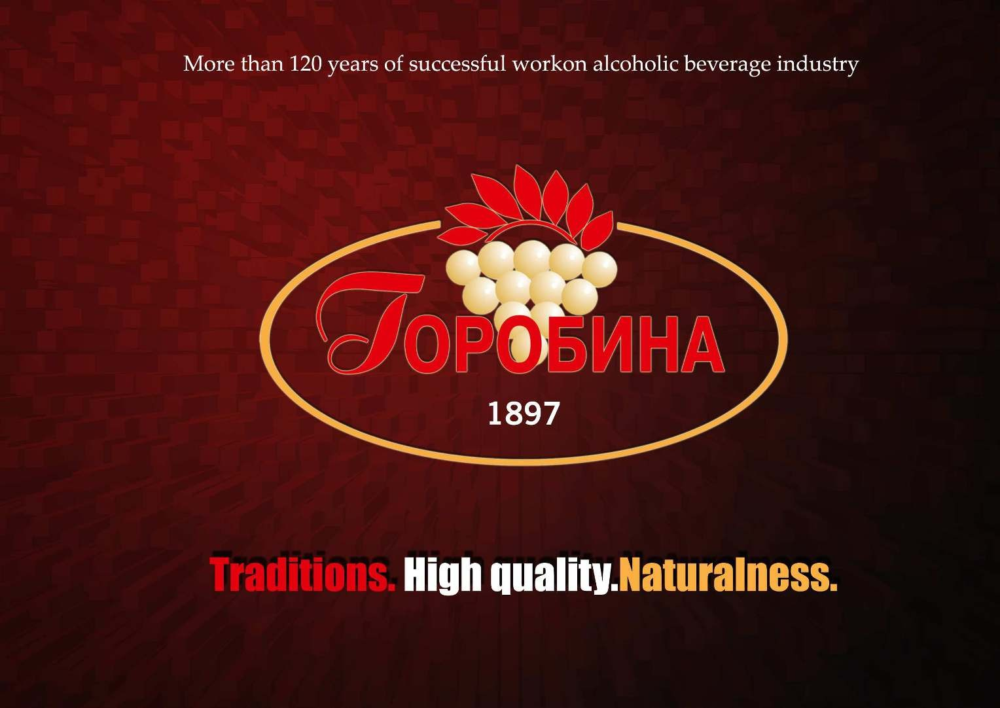 More than 120 years of successful workon alcoholic beverage industry
Горобина
1897
Traditions. High quality.Naturalness.